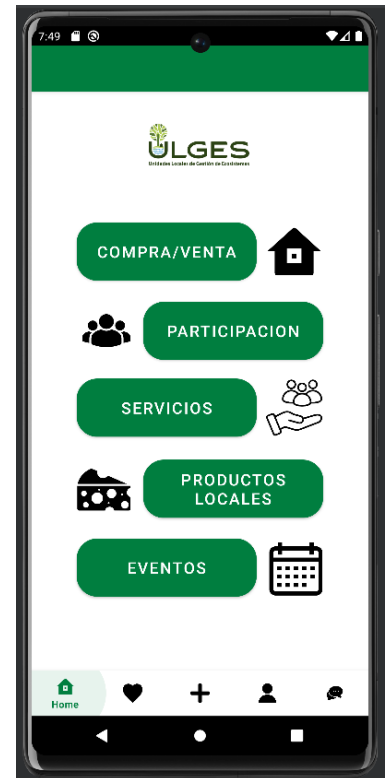 7:49
ULGES
Unidades Locales de Gestión de Ecosistemas
COMPRA/VENTA
PARTICIPACION
SERVICIOS
PRODUCTOS
LOCALES
EVENTOS
Home